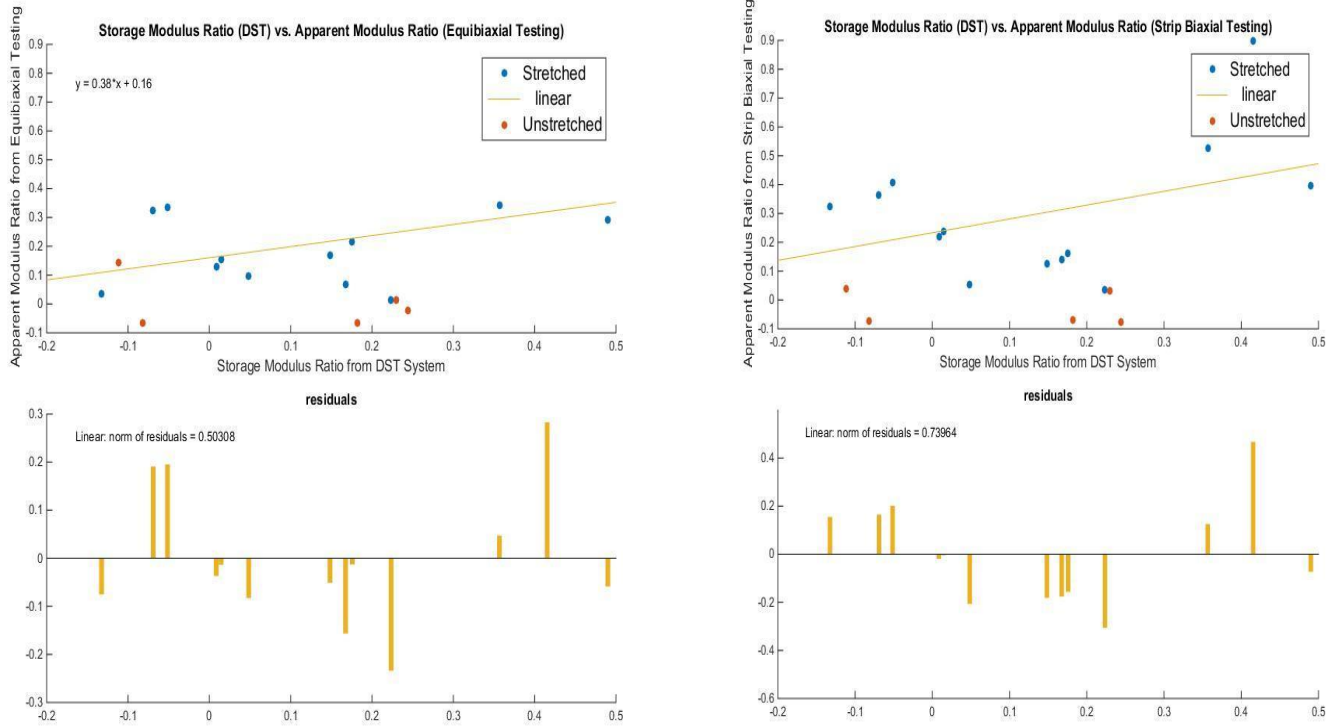 Storage Modulus Ratio (DST) vs. Apparent Modulus Ratio (Equibiaxial Testing)
Apparent Modulus Ratio from Equibiaxial Testing
0.9
0.8
0.7
0.6
0.5
0.4
0.3
0.2
0.1
0
-0.1
y = 0.38*x + 0.16
Stretched
linear
Unstretched
-0.2 -0.1 0 0.1 0.2 0.3 0.4 0.5
Storage Modulus Ratio from DST System
residuals
0.3
0.2
0.1
0
-0.1
-0.2
-0.3
Linear: norm of residuals = 0.50308
-0.2 -0.1 0 0.1 0.2 0.3 0.4 0.5
Storage Modulus Ratio (DST) vs. Apparent Modulus Ratio (Strip Biaxial Testing)
Apparent Modulus Ratio from Strip Biaxial Testing
0.9
0.8
0.7
0.6
0.5
0.4
0.3
0.2
0.1
0
-0.1
Stretched
linear
Unstretched
-0.2 -0.1 0 0.1 0.2 0.3 0.4 0.5
Storage Modulus Ratio from DST System
residuals
0.4
0.2
0
-0.2
-0.4
-0.6
Linear: norm of residuals = 0.73964
-0.2 -0.1 0 0.1 0.2 0.3 0.4 0.5